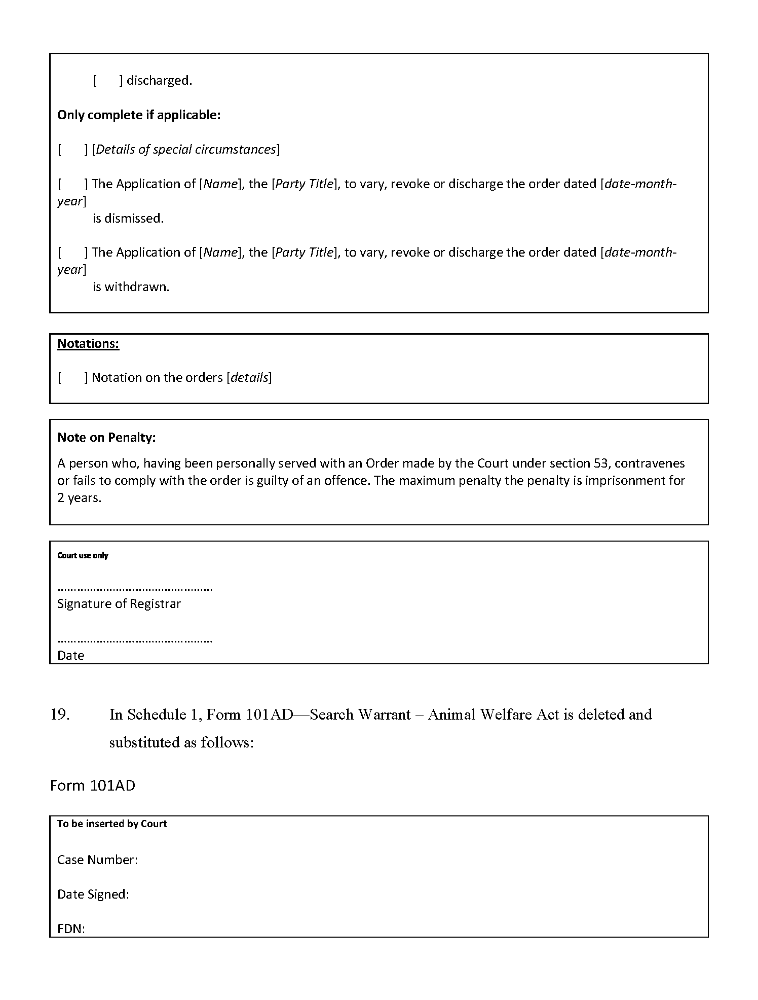 [ ] discharged.
Only complete if applicable:
[ ] [Details of special circumstances]
[ ] The Application of [Name], the [Party Title], to vary, revoke or discharge the order dated [date-month-
year]
is dismissed.
[ ] The Application of [Name], the [Party Title], to vary, revoke or discharge the order dated [date-month-
year]
is withdrawn.
Notations:
[ ] Notation on the orders [details]
Note on Penalty:
A person who, having been personally served with an Order made by the Court under section 53, contravenes
or fails to comply with the order is guilty of an offence. The maximum penalty the penalty is imprisonment for
2 years.
Court use only
…………………………………………
Signature of Registrar
…………………………………………
Date
19. In Schedule 1, Form 101AD—Search Warrant – Animal Welfare Act is deleted and
substituted as follows:
Form 101AD
To be inserted by Court
Case Number:
Date Signed:
FDN: